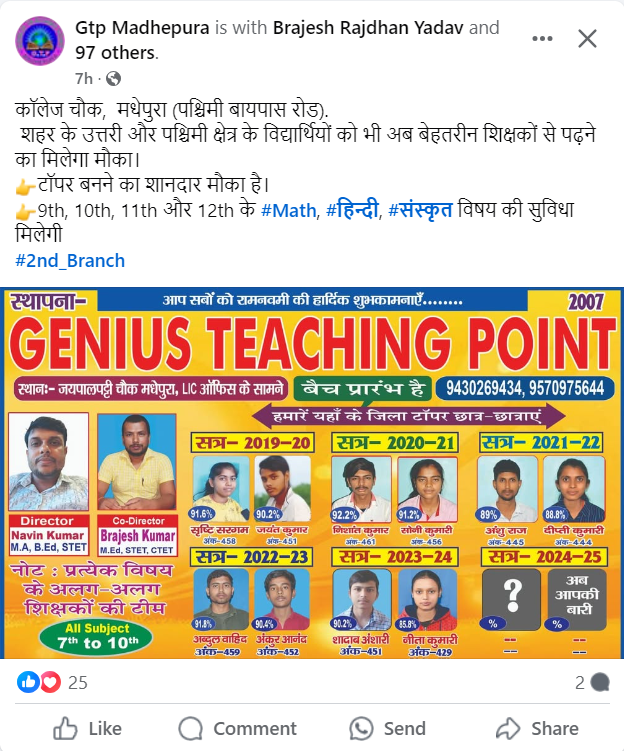 Gtp Madhepura is with Brajesh Rajdhan Yadav and
97 others.
7h ·
कॉलेज चौक, मधेपुरा (पश्चिमी बायपास रोड).
शहर के उत्तरी और पश्चिमी क्षेत्र के विद्यार्थियों को भी अब बेहतरीन शिक्षकों से पढ़ने
का मिलेगा मौका।
👉टॉपर बनने का शानदार मौका है।
👉9th, 10th, 11th और 12th के #Math, #हिन्दी, #संस्कृत विषय की सुविधा
मिलेगी
#2nd_Branch
स्थापना- आप सबों को रामनवमी की हार्दिक शुभकामनाएँ........ 2007
GENIUS TEACHING POINT
स्थानः- जयपालपट्टी चौक मधेपुरा, LIC ऑफिस के सामने बैच प्रारंभ है 9430269434, 9570975644
हमारें यहाँ के जिला टॉपर छात्र-छात्राएं
सत्र- 2019-20 सत्र- 2020-21 सत्र- 2021-22
91.6% 90.2% 92.2% 91.2% 89% 88.8%
सृष्टि सरगम जयंत कुमार निशांत कुमार सोनी कुमारी अंशु राज दीप्ती कुमारी
अंक-458 अंक-451 अंक-461 अंक-456 अंक-445 अंक-444
Director Co-Director
Navin Kumar Brajesh Kumar
M.A, B.Ed, STET M.Ed, STET, CTET
सत्र- 2022-23 सत्र- 2023-24 सत्र- 2024-25
नोट : प्रत्येक विषय
के अलग-अलग
शिक्षकों की टीम
All Subject
7th to 10th
? अब
आपकी
बारी
91.8% 90.4% 90.2% 85.8% % %
अब्दुल वाहिद अंकुर आनंद शादाब अंशारी नीता कुमारी -- --
अंक-459 अंक-452 अंक-451 अंक-429 -- --
25 2
Like Comment Send Share